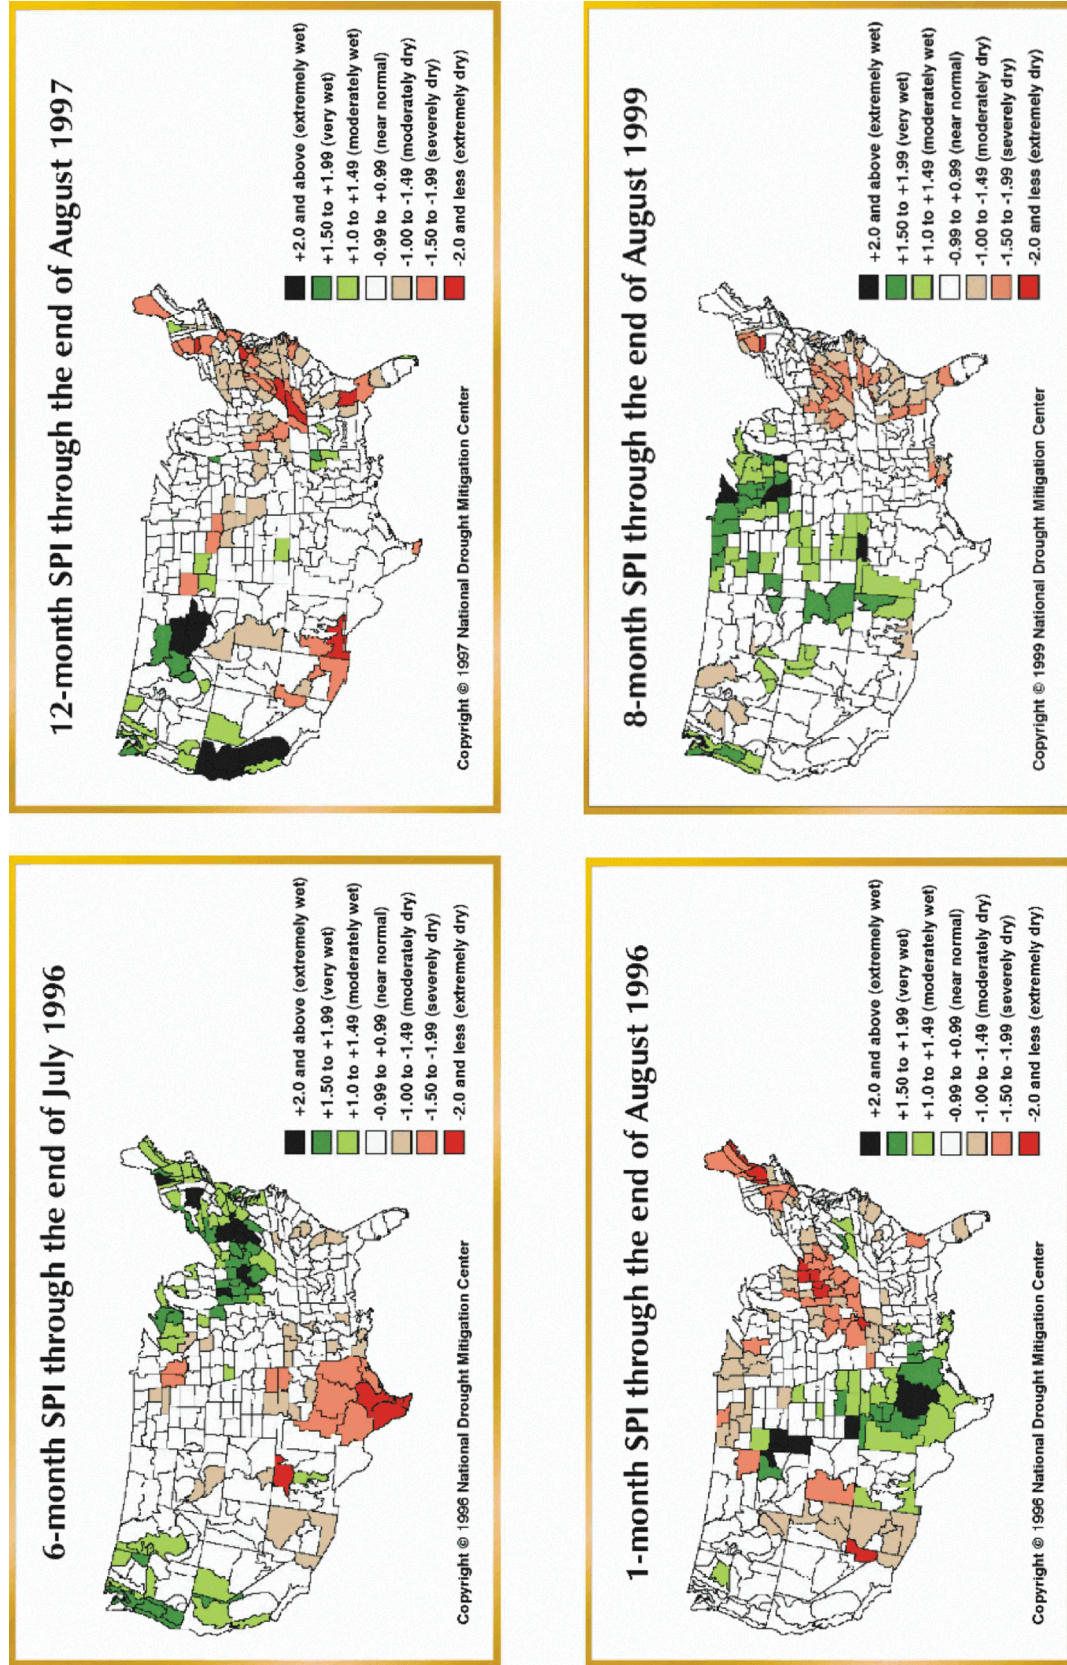 6-month SPI through the end of July 1996
+2.0 and above (extremely wet)
+1.50 to +1.99 (very wet)
+1.0 to +1.49 (moderately wet)
-0.99 to +0.99 (near normal)
-1.00 to -1.49 (moderately dry)
-1.50 to -1.99 (severely dry)
-2.0 and less (extremely dry)
Copyright © 1996 National Drought Mitigation Center
12-month SPI through the end of August 1997
+2.0 and above (extremely wet)
+1.50 to +1.99 (very wet)
+1.0 to +1.49 (moderately wet)
-0.99 to +0.99 (near normal)
-1.00 to -1.49 (moderately dry)
-1.50 to -1.99 (severely dry)
-2.0 and less (extremely dry)
Copyright © 1997 National Drought Mitigation Center
1-month SPI through the end of August 1996
+2.0 and above (extremely wet)
+1.50 to +1.99 (very wet)
+1.0 to +1.49 (moderately wet)
-0.99 to +0.99 (near normal)
-1.00 to -1.49 (moderately dry)
-1.50 to -1.99 (severely dry)
-2.0 and less (extremely dry)
Copyright © 1996 National Drought Mitigation Center
8-month SPI through the end of August 1999
+2.0 and above (extremely wet)
+1.50 to +1.99 (very wet)
+1.0 to +1.49 (moderately wet)
-0.99 to +0.99 (near normal)
-1.00 to -1.49 (moderately dry)
-1.50 to -1.99 (severely dry)
-2.0 and less (extremely dry)
Copyright © 1999 National Drought Mitigation Center